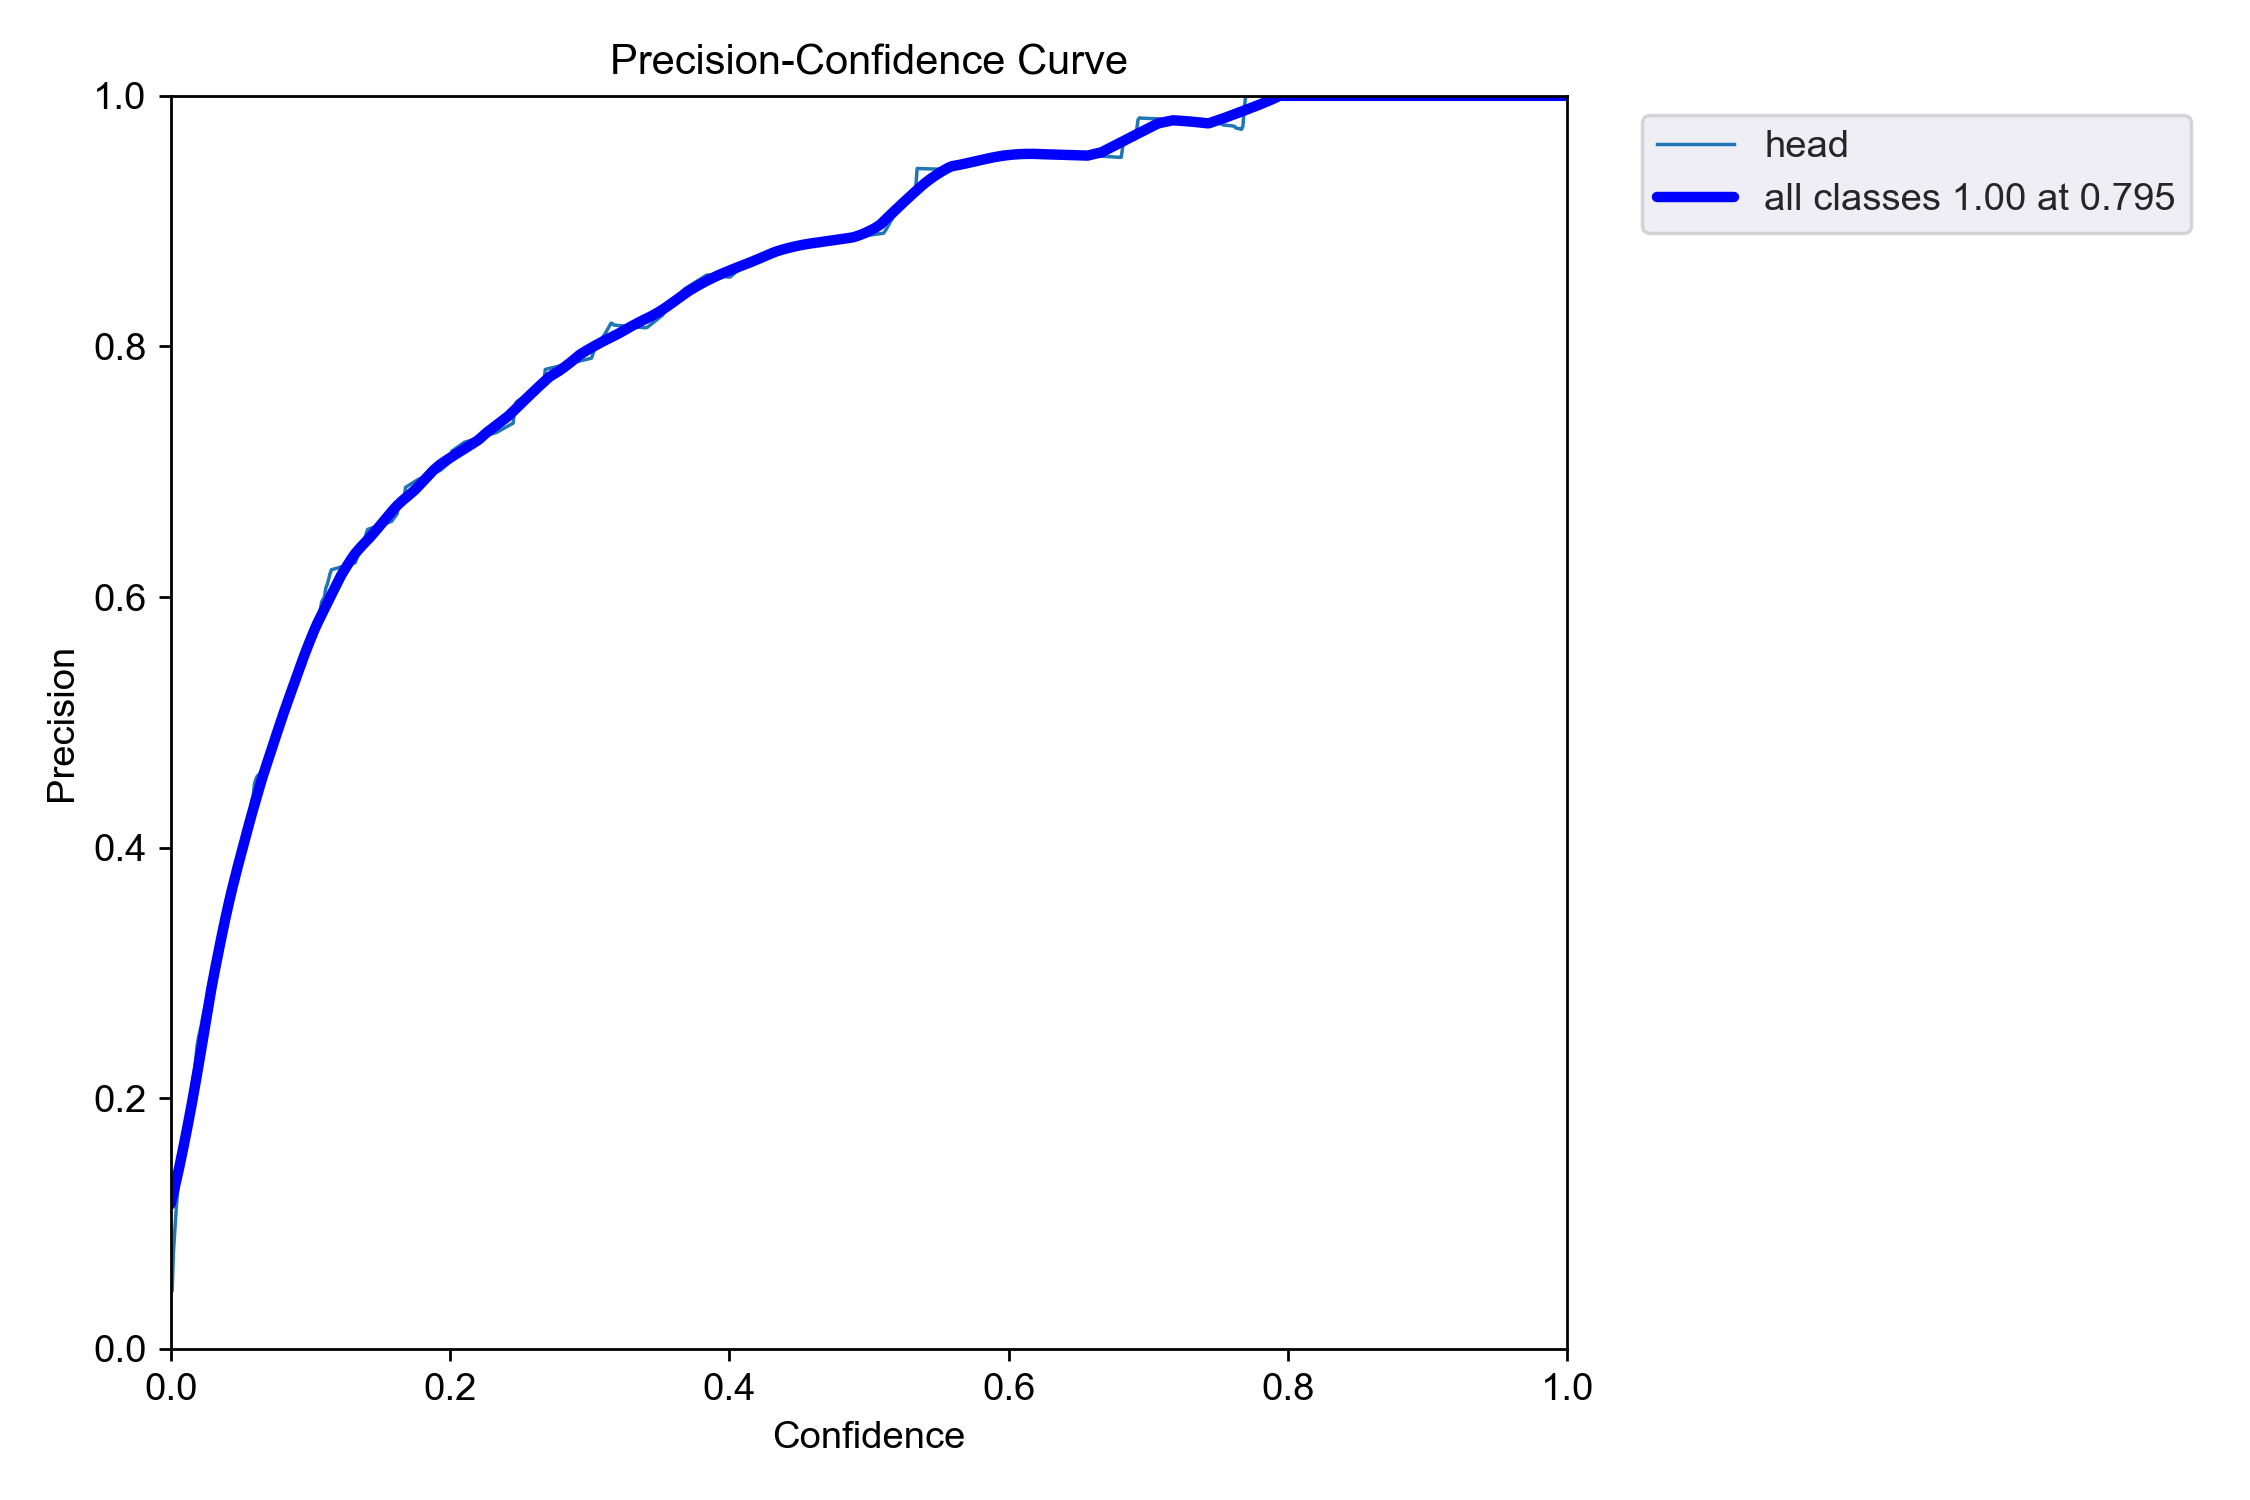 Precision-Confidence Curve
1.0
0.8
0.6
0.4
0.2
0.0
Precision
0.0 0.2 0.4 0.6 0.8 1.0
Confidence
head
all classes 1.00 at 0.795